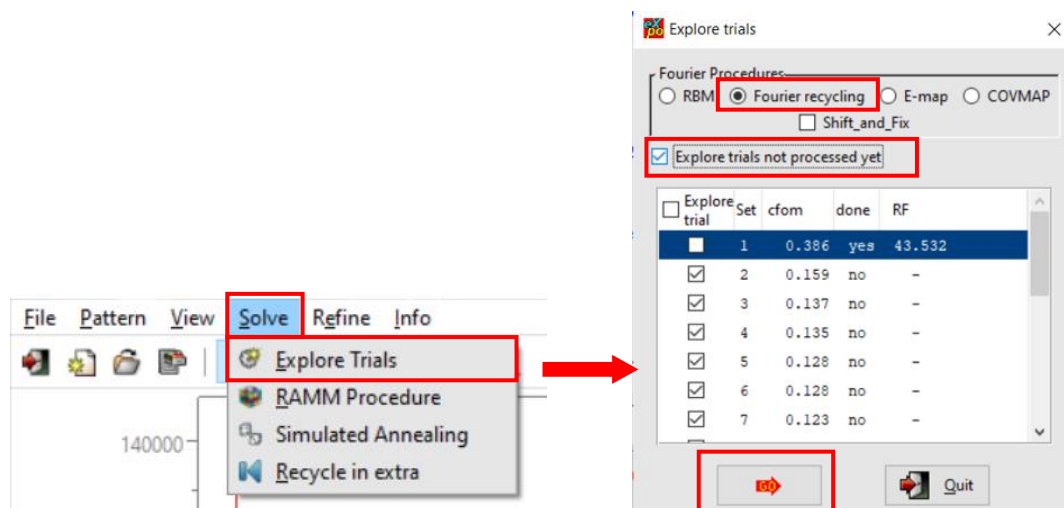 Explore trials
Fourier Procedures
RBM Fourier recycling E-map COVMAP
Shift_and_Fix
Explore trials not processed yet
Explore trial Set cfom done RF
1 0.386 yes 43.532
2 0.159 no -
3 0.137 no -
4 0.135 no -
5 0.128 no -
6 0.128 no -
7 0.123 no -
GO Quit
File Pattern View Solve Refine Info
Explore Trials
RAMM Procedure
Simulated Annealing
Recycle in extra
140000